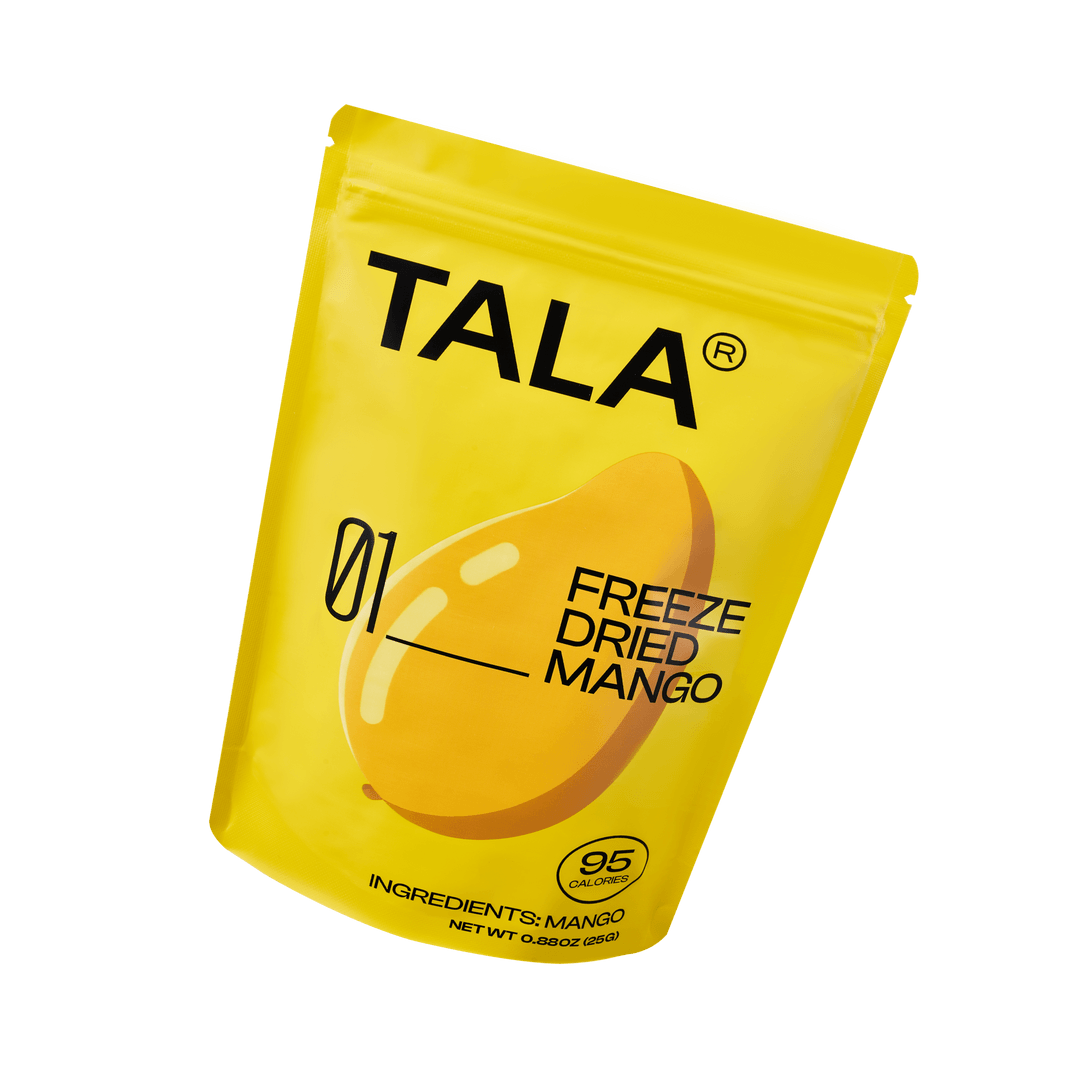 TALA®
01
FREEZE
DRIED
MANGO
95
CALORIES
INGREDIENTS: MANGO
NET WT 0.88OZ (25G)